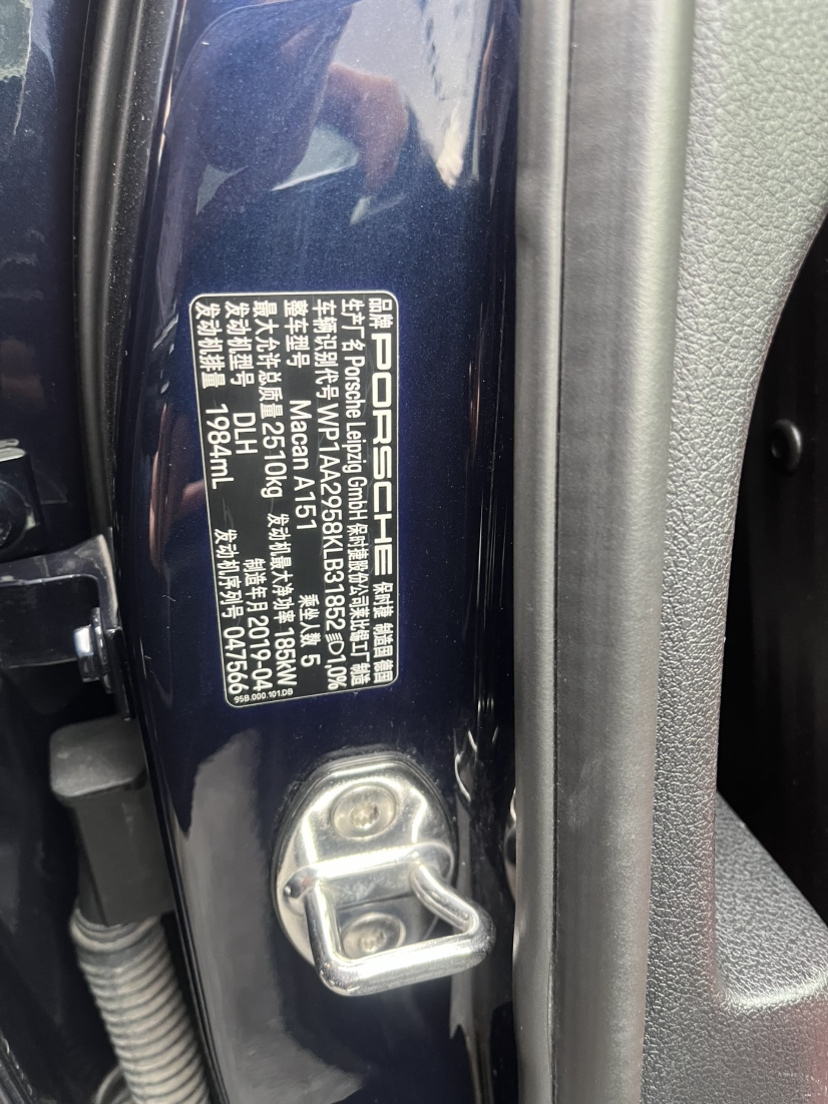 品牌 PORSCHE 保时捷 制造国 德国
生产厂名 Porsche Leipzig GmbH 保时捷股份公司莱比锡工厂制造
车辆识别代号 WP1AA2958KLB31852 1,0%
整车型号 Macan A151 乘坐人数 5
最大允许总质量 2510kg 发动机最大净功率 185kW
发动机型号 DLH 制造年月 2019-04
发动机排量 1984mL 发动机序列号 047566
95B.000.101.DB